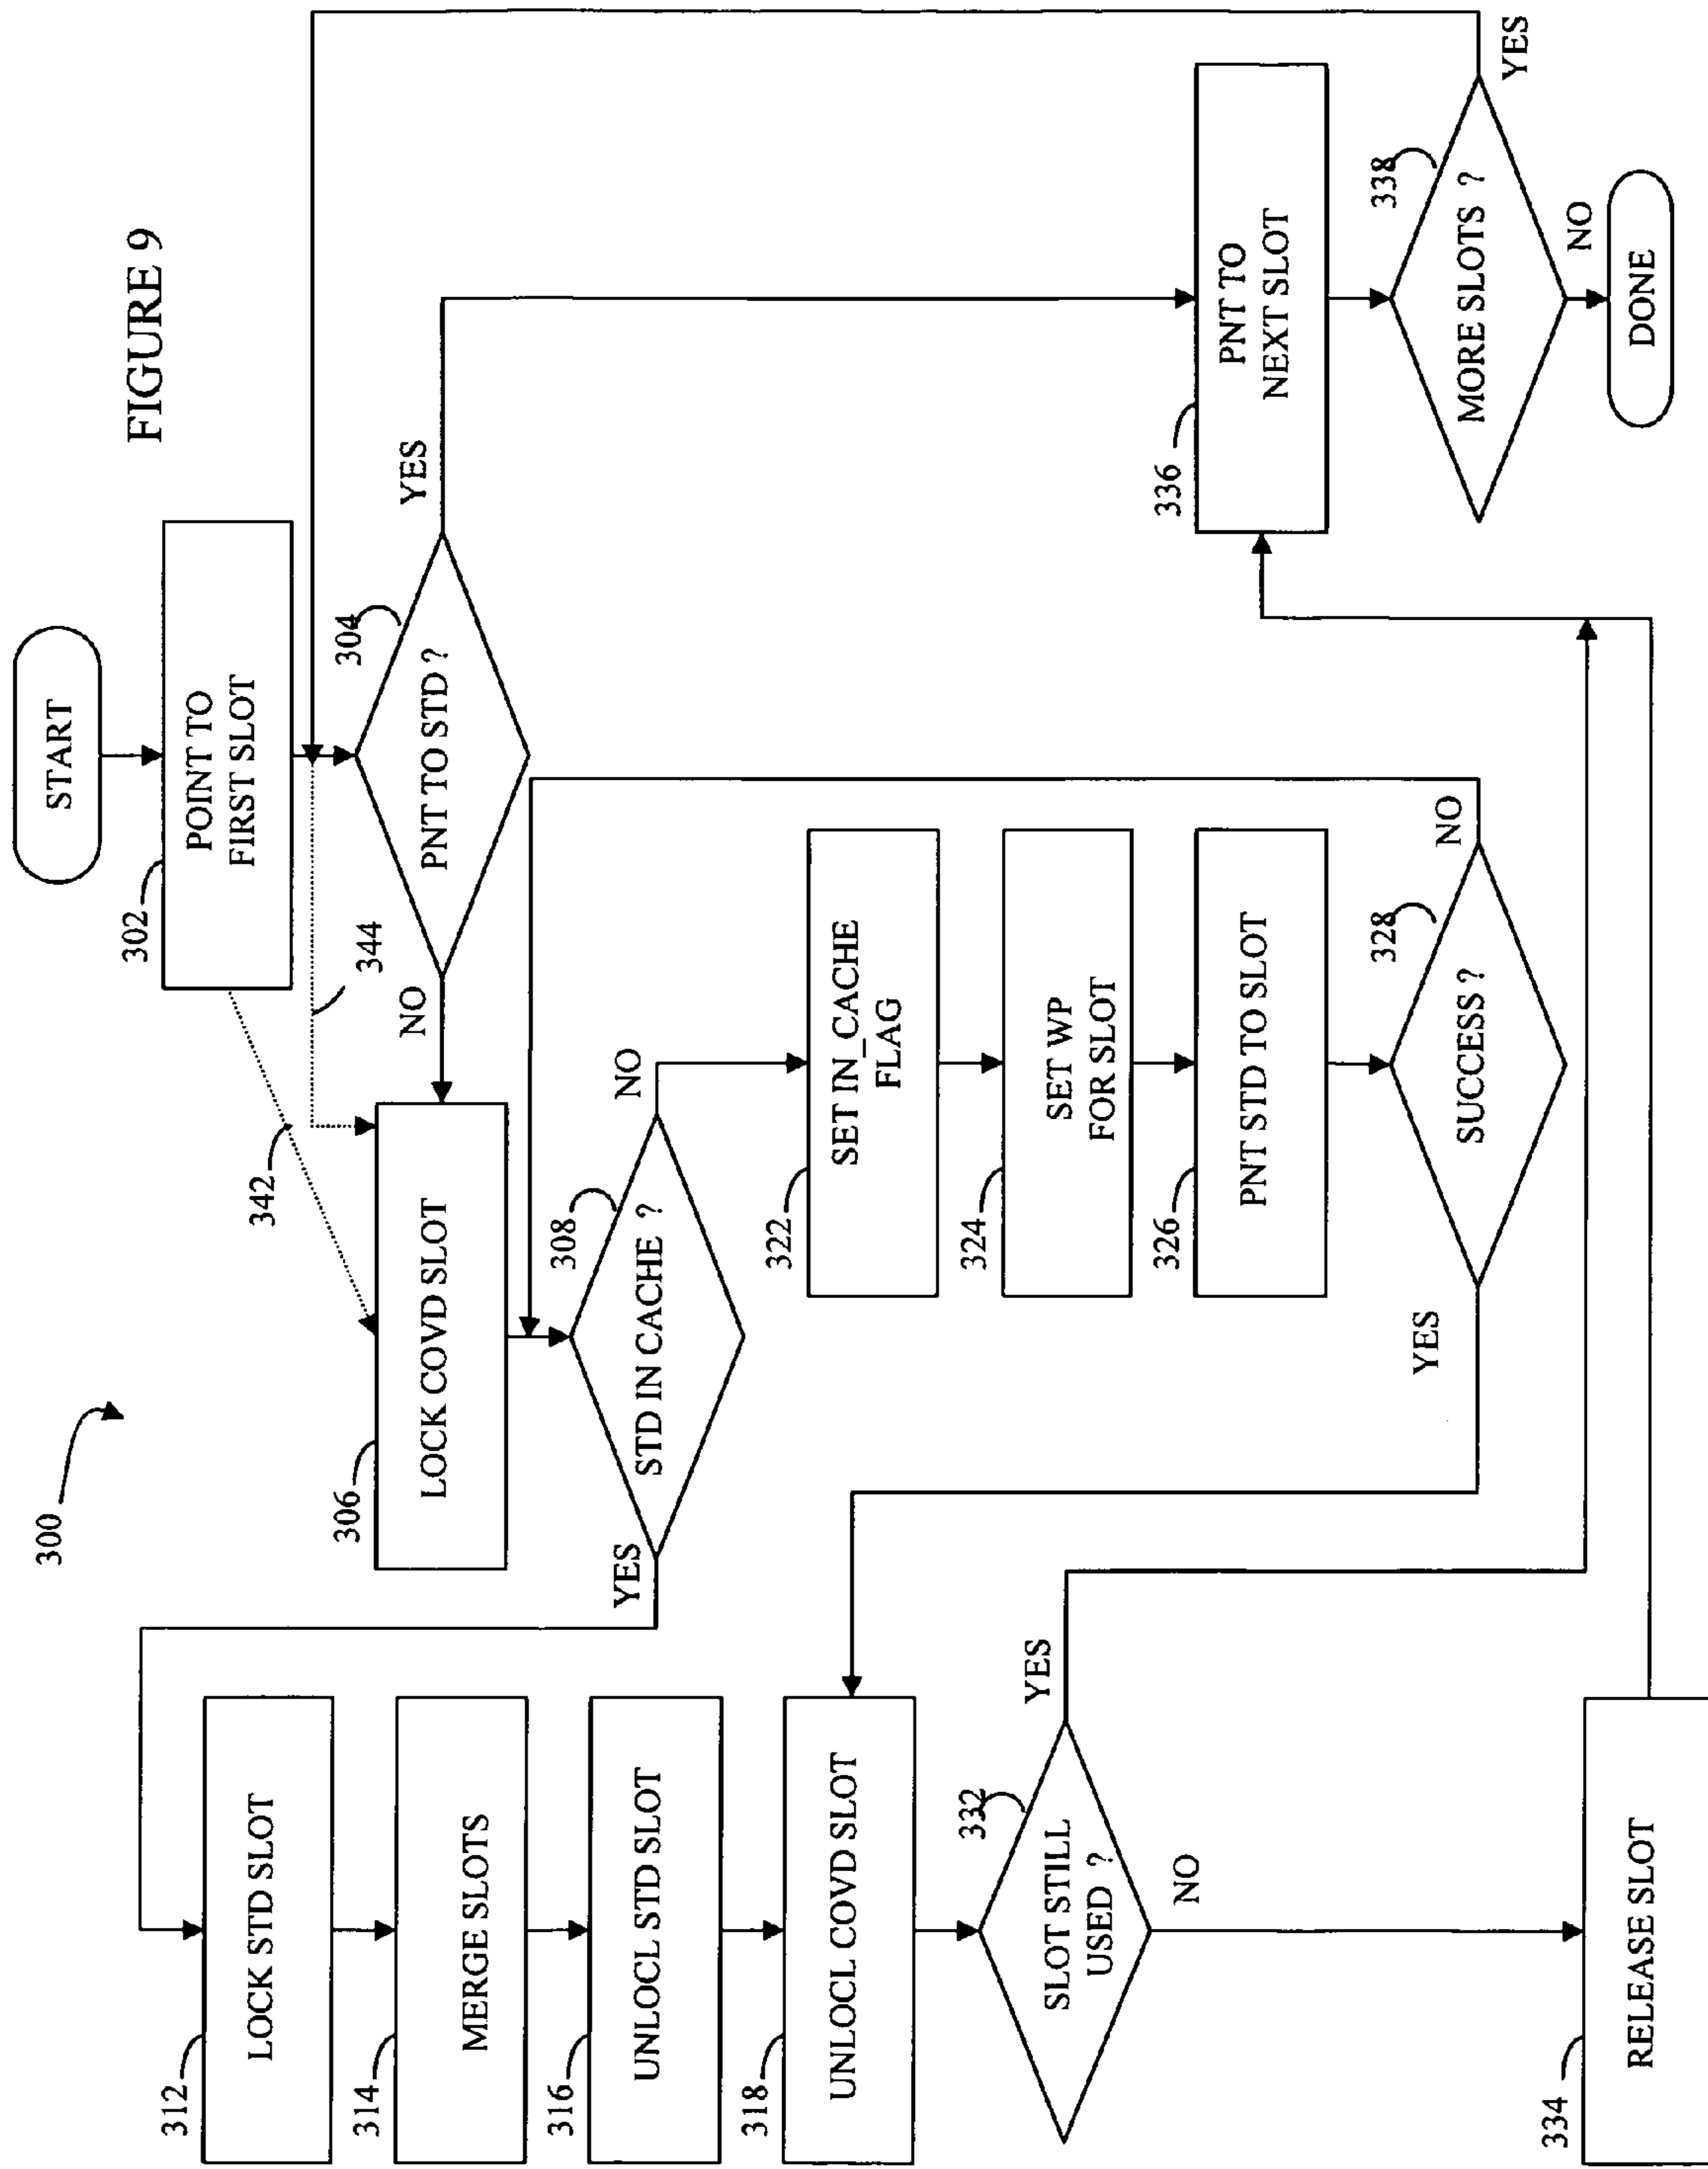 FIGURE 9
300
START
302
POINT TO
FIRST SLOT
342
344
304
PNT TO STD ?
YES
NO
306
LOCK COVD SLOT
308
STD IN CACHE ?
YES
NO
312
LOCK STD SLOT
314
MERGE SLOTS
316
UNLOCL STD SLOT
318
UNLOCL COVD SLOT
322
SET IN_CACHE
FLAG
324
SET WP
FOR SLOT
326
PNT STD TO SLOT
328
SUCCESS ?
YES
NO
332
SLOT STILL
USED ?
YES
NO
334
RELEASE SLOT
336
PNT TO
NEXT SLOT
338
MORE SLOTS ?
YES
NO
DONE